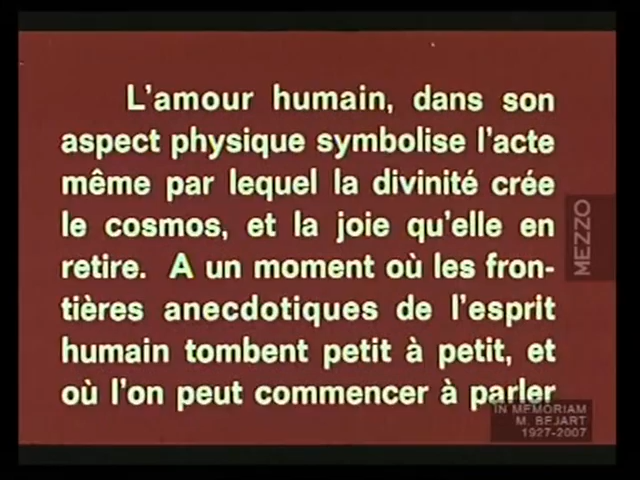 L'amour humain, dans son
aspect physique symbolise l'acte
même par lequel la divinité crée
le cosmos, et la joie qu'elle en
retire. A un moment où les fron-
tières anecdotiques de l'esprit
humain tombent petit à petit, et
où l'on peut commencer à parler
MEZZO
IN MEMORIAM
M. BEJART
1927-2007